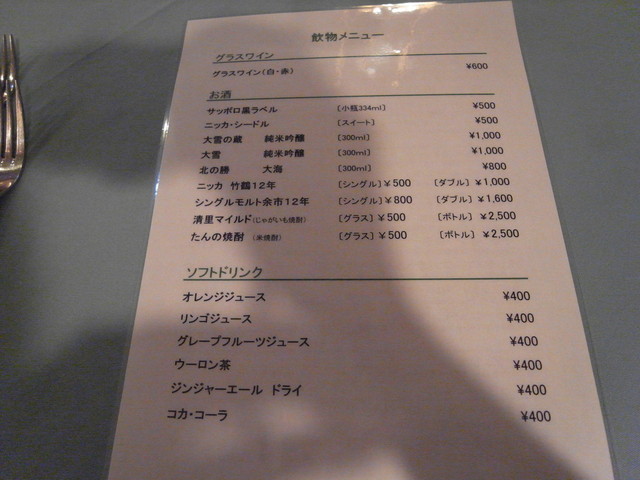 飲物メニュー
グラスワイン
グラスワイン(白・赤) ¥600
お酒
サッポロ黒ラベル 〔小瓶334ml〕 ¥500
ニッカ・シードル 〔スイート〕 ¥500
大雪の蔵 純米吟醸 〔300ml〕 ¥1,000
大雪 純米吟醸 〔300ml〕 ¥1,000
北の勝 大海 〔300ml〕 ¥800
ニッカ 竹鶴12年 〔シングル〕¥500 〔ダブル〕¥1,000
シングルモルト余市12年 〔シングル〕¥800 〔ダブル〕¥1,600
清里マイルド(じゃがいも焼酎) 〔グラス〕¥500 〔ボトル〕¥2,500
たんの焼酎 (米焼酎) 〔グラス〕¥500 〔ボトル〕¥2,500
ソフトドリンク
オレンジジュース ¥400
リンゴジュース ¥400
グレープフルーツジュース ¥400
ウーロン茶 ¥400
ジンジャーエール ドライ ¥400
コカ・コーラ ¥400